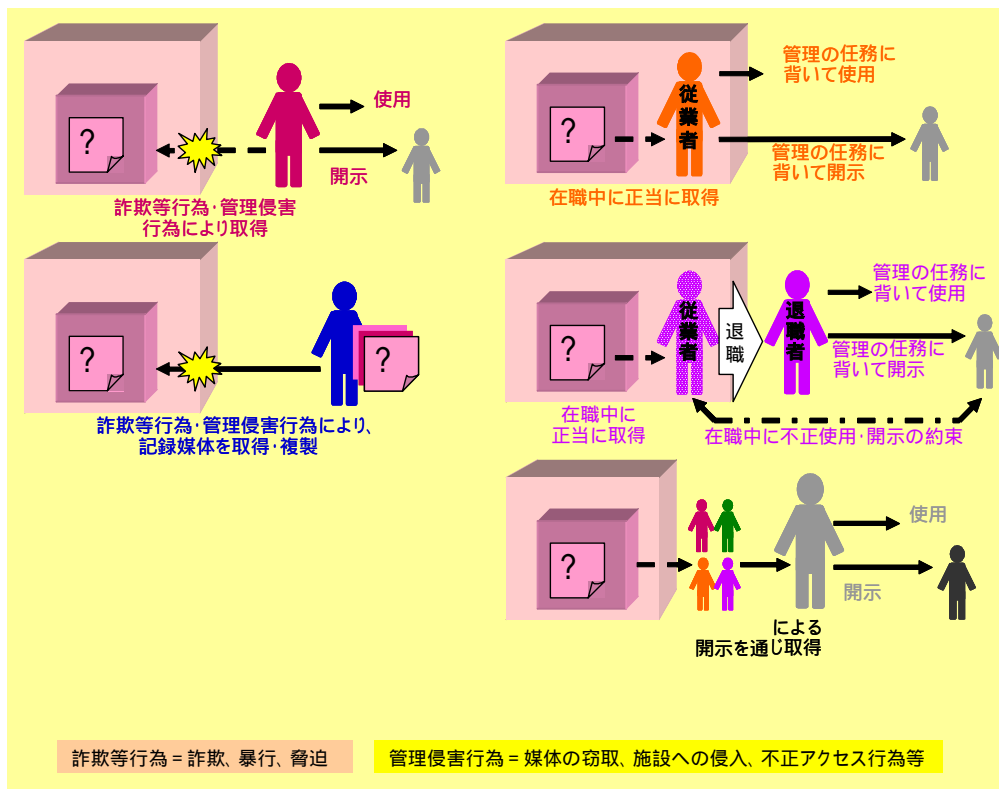 ?
使用
開示
詐欺等行為・管理侵害
行為により取得
?
従業者
管理の任務に
背いて使用
管理の任務に
背いて開示
在職中に正当に取得
?
?
詐欺等行為・管理侵害行為により、
記録媒体を取得・複製
?
従業者
退職
退職者
管理の任務に
背いて使用
管理の任務に
背いて開示
在職中に
正当に取得
在職中に不正使用・開示の約束
?
使用
開示
による
開示を通じ取得
詐欺等行為＝詐欺、暴行、脅迫
管理侵害行為＝媒体の窃取、施設への侵入、不正アクセス行為等